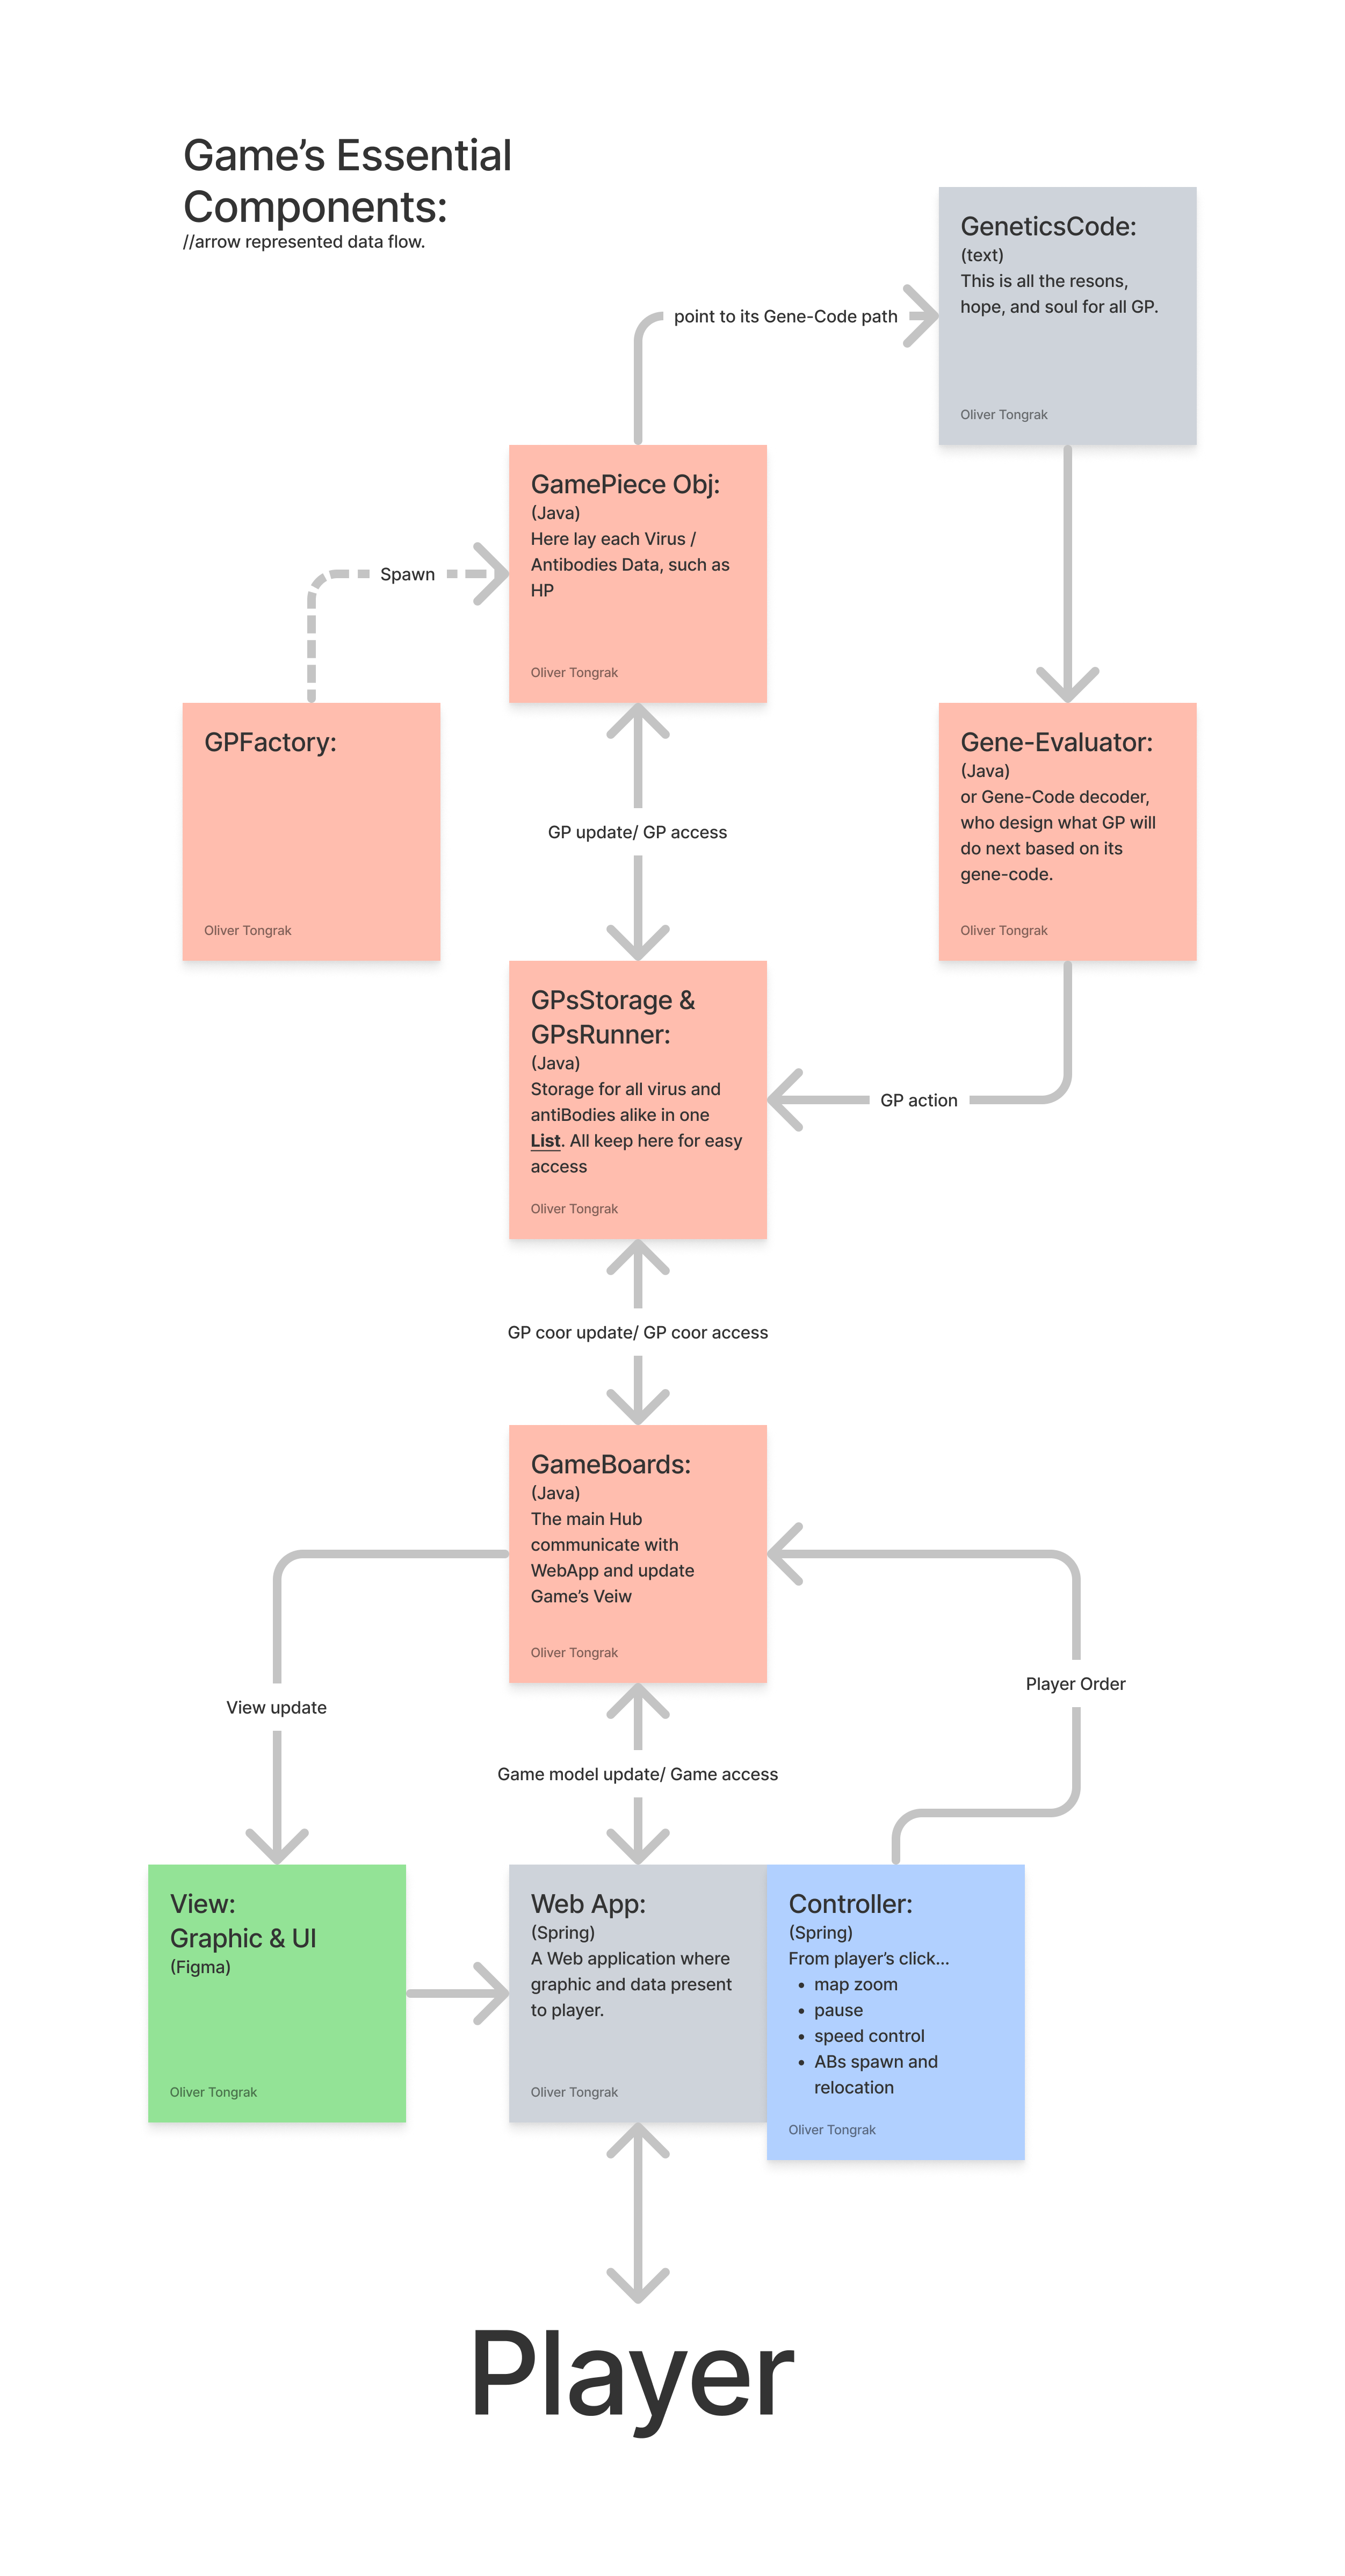 Game’s Essential
Components:
//arrow represented data flow.
GeneticsCode:
(text)
This is all the resons,
hope, and soul for all GP.
Oliver Tongrak
point to its Gene-Code path
GamePiece Obj:
(Java)
Here lay each Virus /
Antibodies Data, such as
HP
Oliver Tongrak
Spawn
GPFactory:
Oliver Tongrak
GP update/ GP access
Gene-Evaluator:
(Java)
or Gene-Code decoder,
who design what GP will
do next based on its
gene-code.
Oliver Tongrak
GPsStorage &
GPsRunner:
(Java)
Storage for all virus and
antiBodies alike in one
List. All keep here for easy
access
Oliver Tongrak
GP action
GP coor update/ GP coor access
GameBoards:
(Java)
The main Hub
communicate with
WebApp and update
Game’s Veiw
Oliver Tongrak
View update
Player Order
Game model update/ Game access
View:
Graphic & UI
(Figma)
Oliver Tongrak
Web App:
(Spring)
A Web application where
graphic and data present
to player.
Oliver Tongrak
Controller:
(Spring)
From player’s click...
• map zoom
• pause
• speed control
• ABs spawn and
relocation
Oliver Tongrak
Player